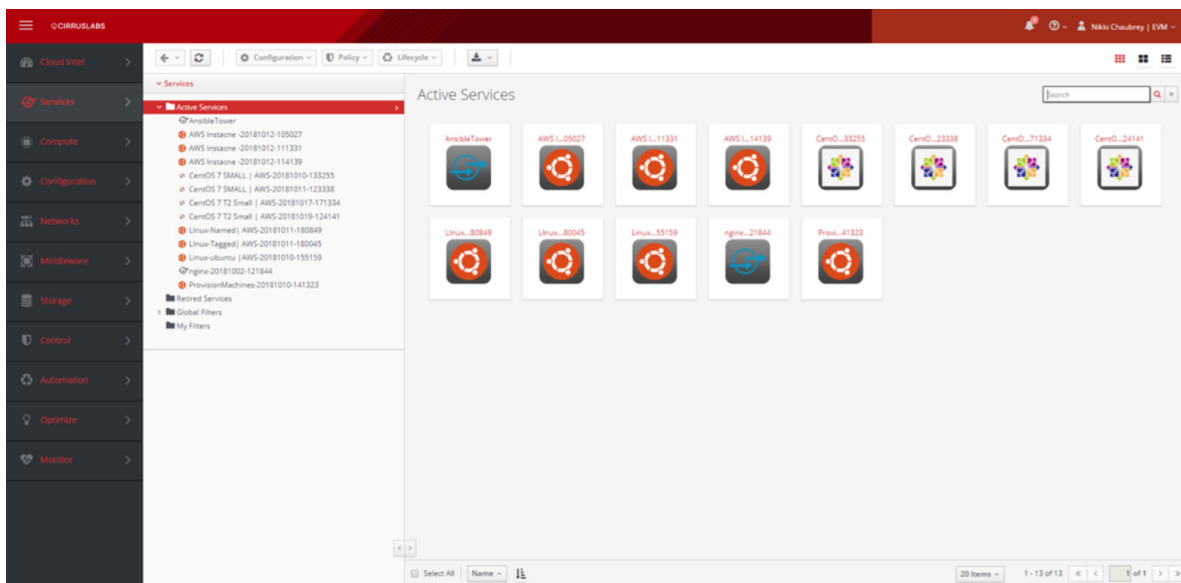 CIRRUSLABS
Nikki Chaubrey | EVM
Cloud Intel
Services
Compute
Configuration
Networks
Middleware
Storage
Control
Automation
Optimize
Monitor
Configuration
Policy
Lifecycle
Services
Active Services
AnsibleTower
AWS Instacne -20181012-105027
AWS Instacne -20181012-111331
AWS Instacne -20181012-114139
CentOS 7 SMALL | AWS-20181010-133255
CentOS 7 SMALL | AWS-20181011-123338
CentOS 7 T2 Small | AWS-20181017-171334
CentOS 7 T2 Small | AWS-20181019-124141
LInux-Named| AWS-20181011-180849
LInux-Tagged| AWS-20181011-180045
Linux-ubuntu |AWS-20181010-155159
nginx-20181002-121844
ProvisionMachines-20181010-141323
Retired Services
Global Filters
My Filters
Active Services
Search
AnsibleTower
AWS I...05027
AWS I...11331
AWS I...14139
CentO...33255
CentO...23338
CentO...71334
CentO...24141
LInux...80849
LInux...80045
Linux...55159
nginx...21844
Provi...41323
Select All
Name
20 Items
1 - 13 of 13
1 of 1